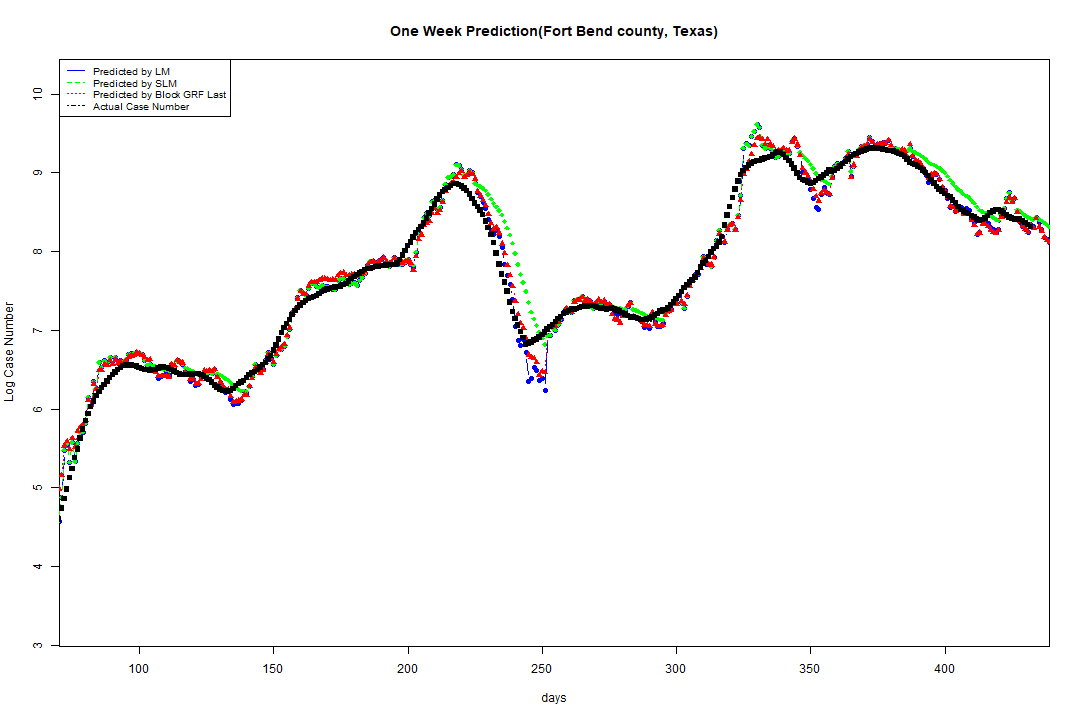 One Week Prediction(Fort Bend county, Texas)
Predicted by LM
Predicted by SLM
Predicted by Block GRF Last
Actual Case Number
10
9
8
7
6
5
4
3
Log Case Number
100 150 200 250 300 350 400
days